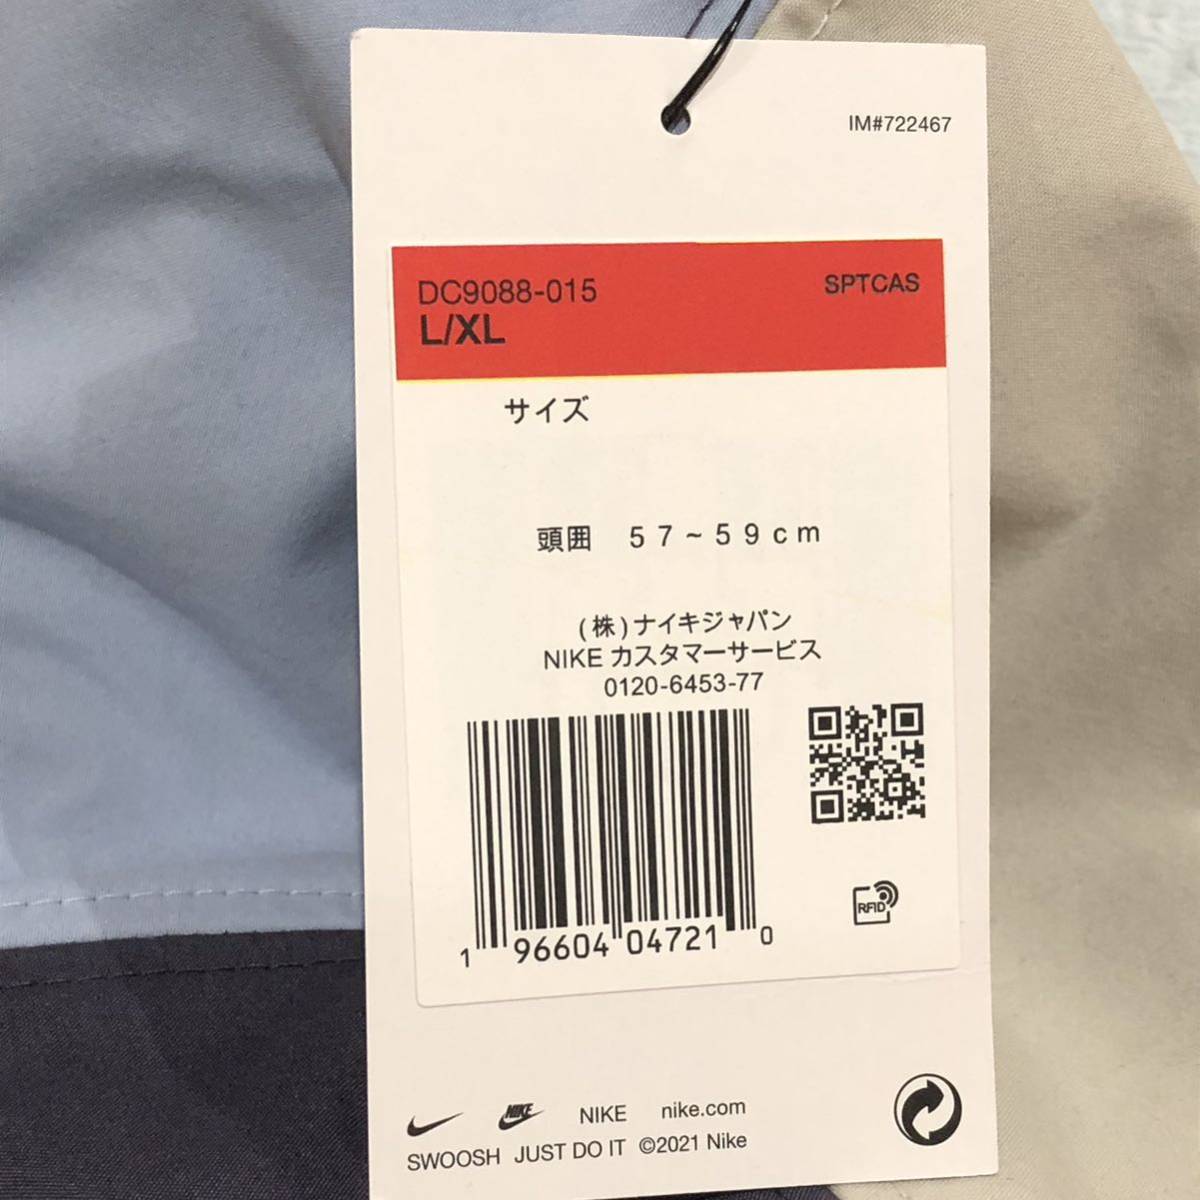 IM#722467
DC9088-015
SPTCAS
L/XL
サイズ
頭囲　５７~５９ｃｍ
(株)ナイキジャパン
NIKE カスタマーサービス
0120-6453-77
RFID
1 96604 04721 0
NIKE NIKE nike.com
SWOOSH JUST DO IT ©2021 Nike